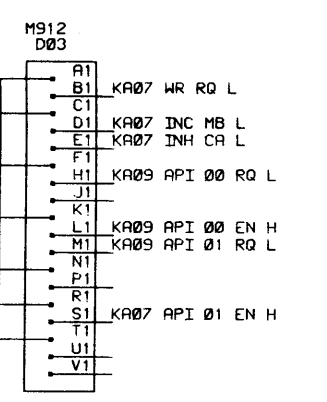 M912
D03
A1
B1 KA07 WR RQ L
C1
D1 KA07 INC MB L
E1 KA07 INH CA L
F1
H1 KA09 API 00 RQ L
J1
K1
L1 KA09 API 00 EN H
M1 KA09 API 01 RQ L
N1
P1
R1
S1 KA07 API 01 EN H
T1
U1
V1